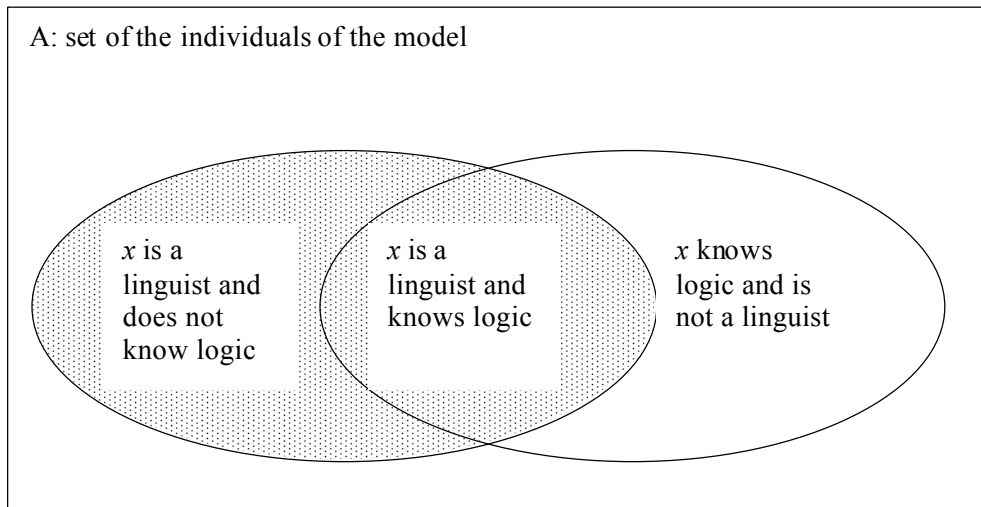 A: set of the individuals of the model
x is a
linguist and
does not
know logic
x is a
linguist and
knows logic
x knows
logic and is
not a linguist